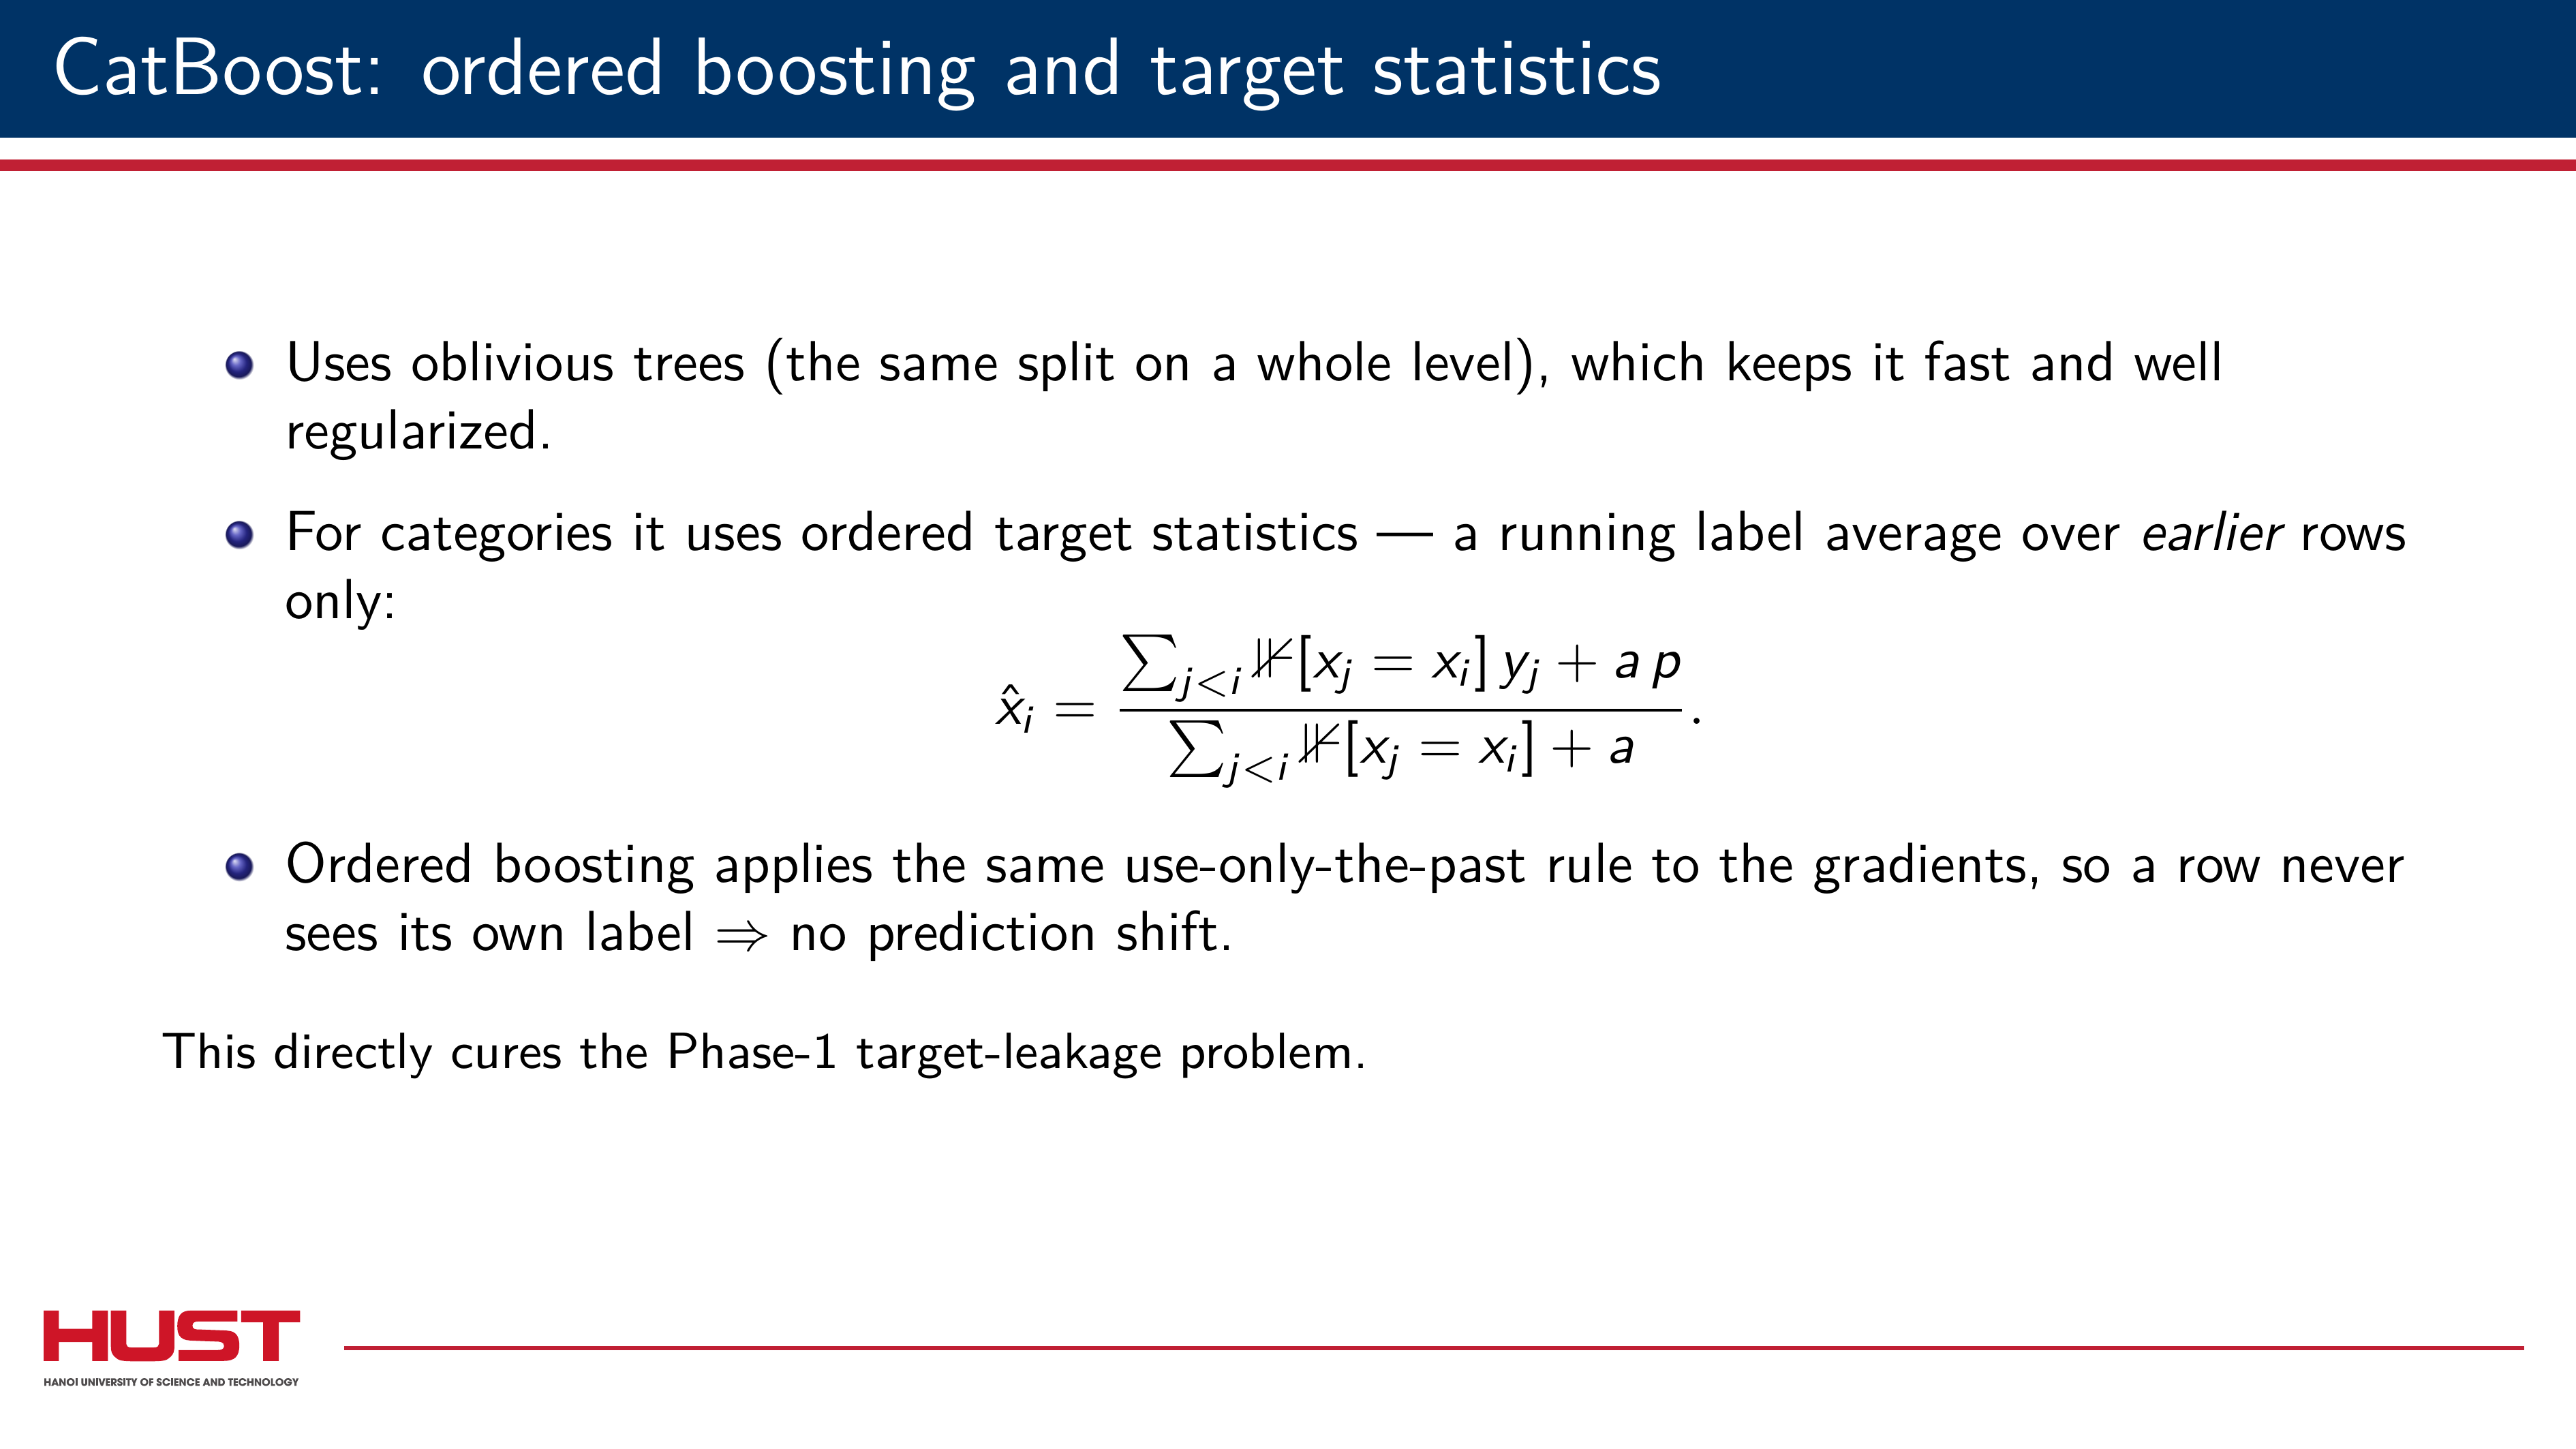 CatBoost: ordered boosting and target statistics
Uses oblivious trees (the same split on a whole level), which keeps it fast and well
regularized.
For categories it uses ordered target statistics — a running label average over earlier rows
only:
x̂ᵢ = (∑_{j<i} ⊮[xⱼ = xᵢ] yⱼ + a p) / (∑_{j<i} ⊮[xⱼ = xᵢ] + a).
Ordered boosting applies the same use-only-the-past rule to the gradients, so a row never
sees its own label ⇒ no prediction shift.
This directly cures the Phase-1 target-leakage problem.
HUST
HANOI UNIVERSITY OF SCIENCE AND TECHNOLOGY